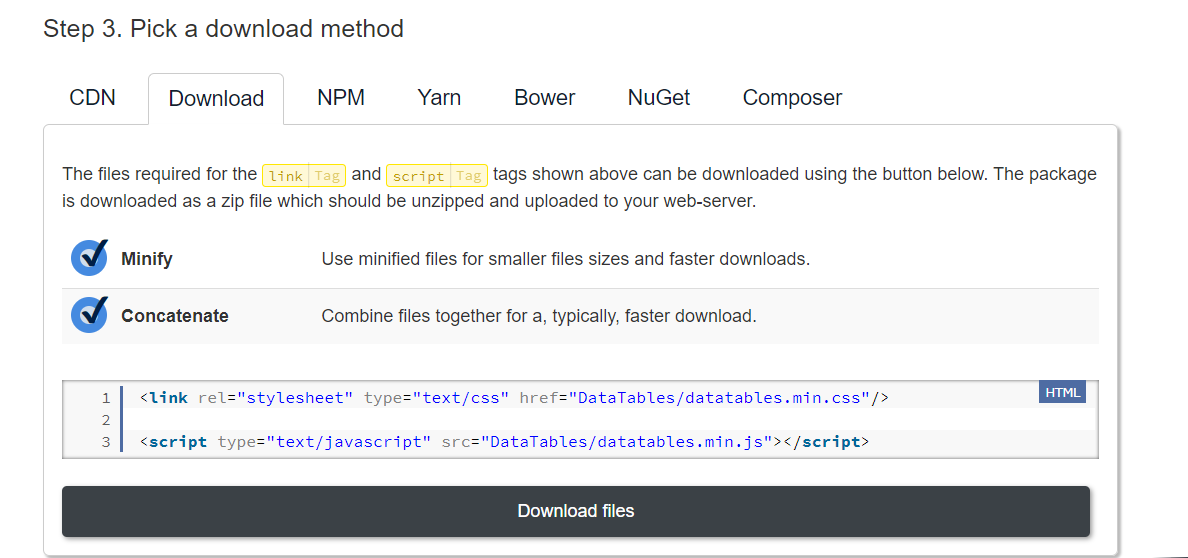 Step 3. Pick a download method
CDN Download NPM Yarn Bower NuGet Composer
The files required for the link Tag and script Tag tags shown above can be downloaded using the button below. The package
is downloaded as a zip file which should be unzipped and uploaded to your web-server.
Minify Use minified files for smaller files sizes and faster downloads.
Concatenate Combine files together for a, typically, faster download.
HTML
1 <link rel="stylesheet" type="text/css" href="DataTables/datatables.min.css"/>
2
3 <script type="text/javascript" src="DataTables/datatables.min.js"></script>
Download files